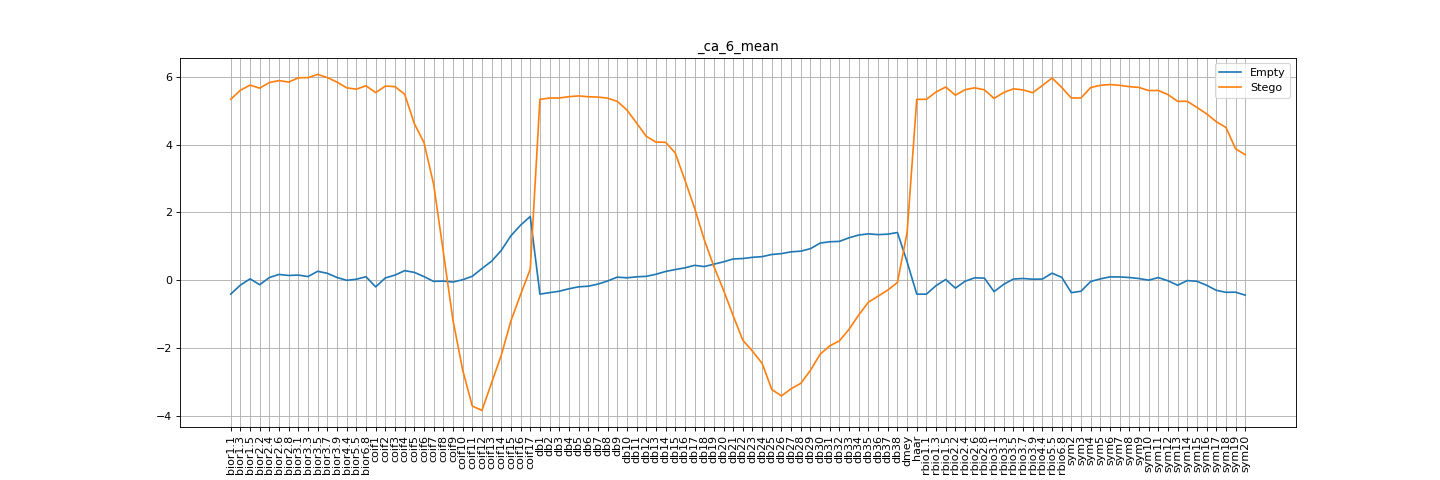 _ca_6_mean
Empty
Stego
6
4
2
0
−2
−4
bior1.1
bior1.3
bior1.5
bior2.2
bior2.4
bior2.6
bior2.8
bior3.1
bior3.3
bior3.5
bior3.7
bior3.9
bior4.4
bior5.5
bior6.8
coif1
coif2
coif3
coif4
coif5
coif6
coif7
coif8
coif9
coif10
coif11
coif12
coif13
coif14
coif15
coif16
coif17
db1
db2
db3
db4
db5
db6
db7
db8
db9
db10
db11
db12
db13
db14
db15
db16
db17
db18
db19
db20
db21
db22
db23
db24
db25
db26
db27
db28
db29
db30
db31
db32
db33
db34
db35
db36
db37
db38
dmey
haar
rbio1.1
rbio1.3
rbio1.5
rbio2.2
rbio2.4
rbio2.6
rbio2.8
rbio3.1
rbio3.3
rbio3.5
rbio3.7
rbio3.9
rbio4.4
rbio5.5
rbio6.8
sym2
sym3
sym4
sym5
sym6
sym7
sym8
sym9
sym10
sym11
sym12
sym13
sym14
sym15
sym16
sym17
sym18
sym19
sym20